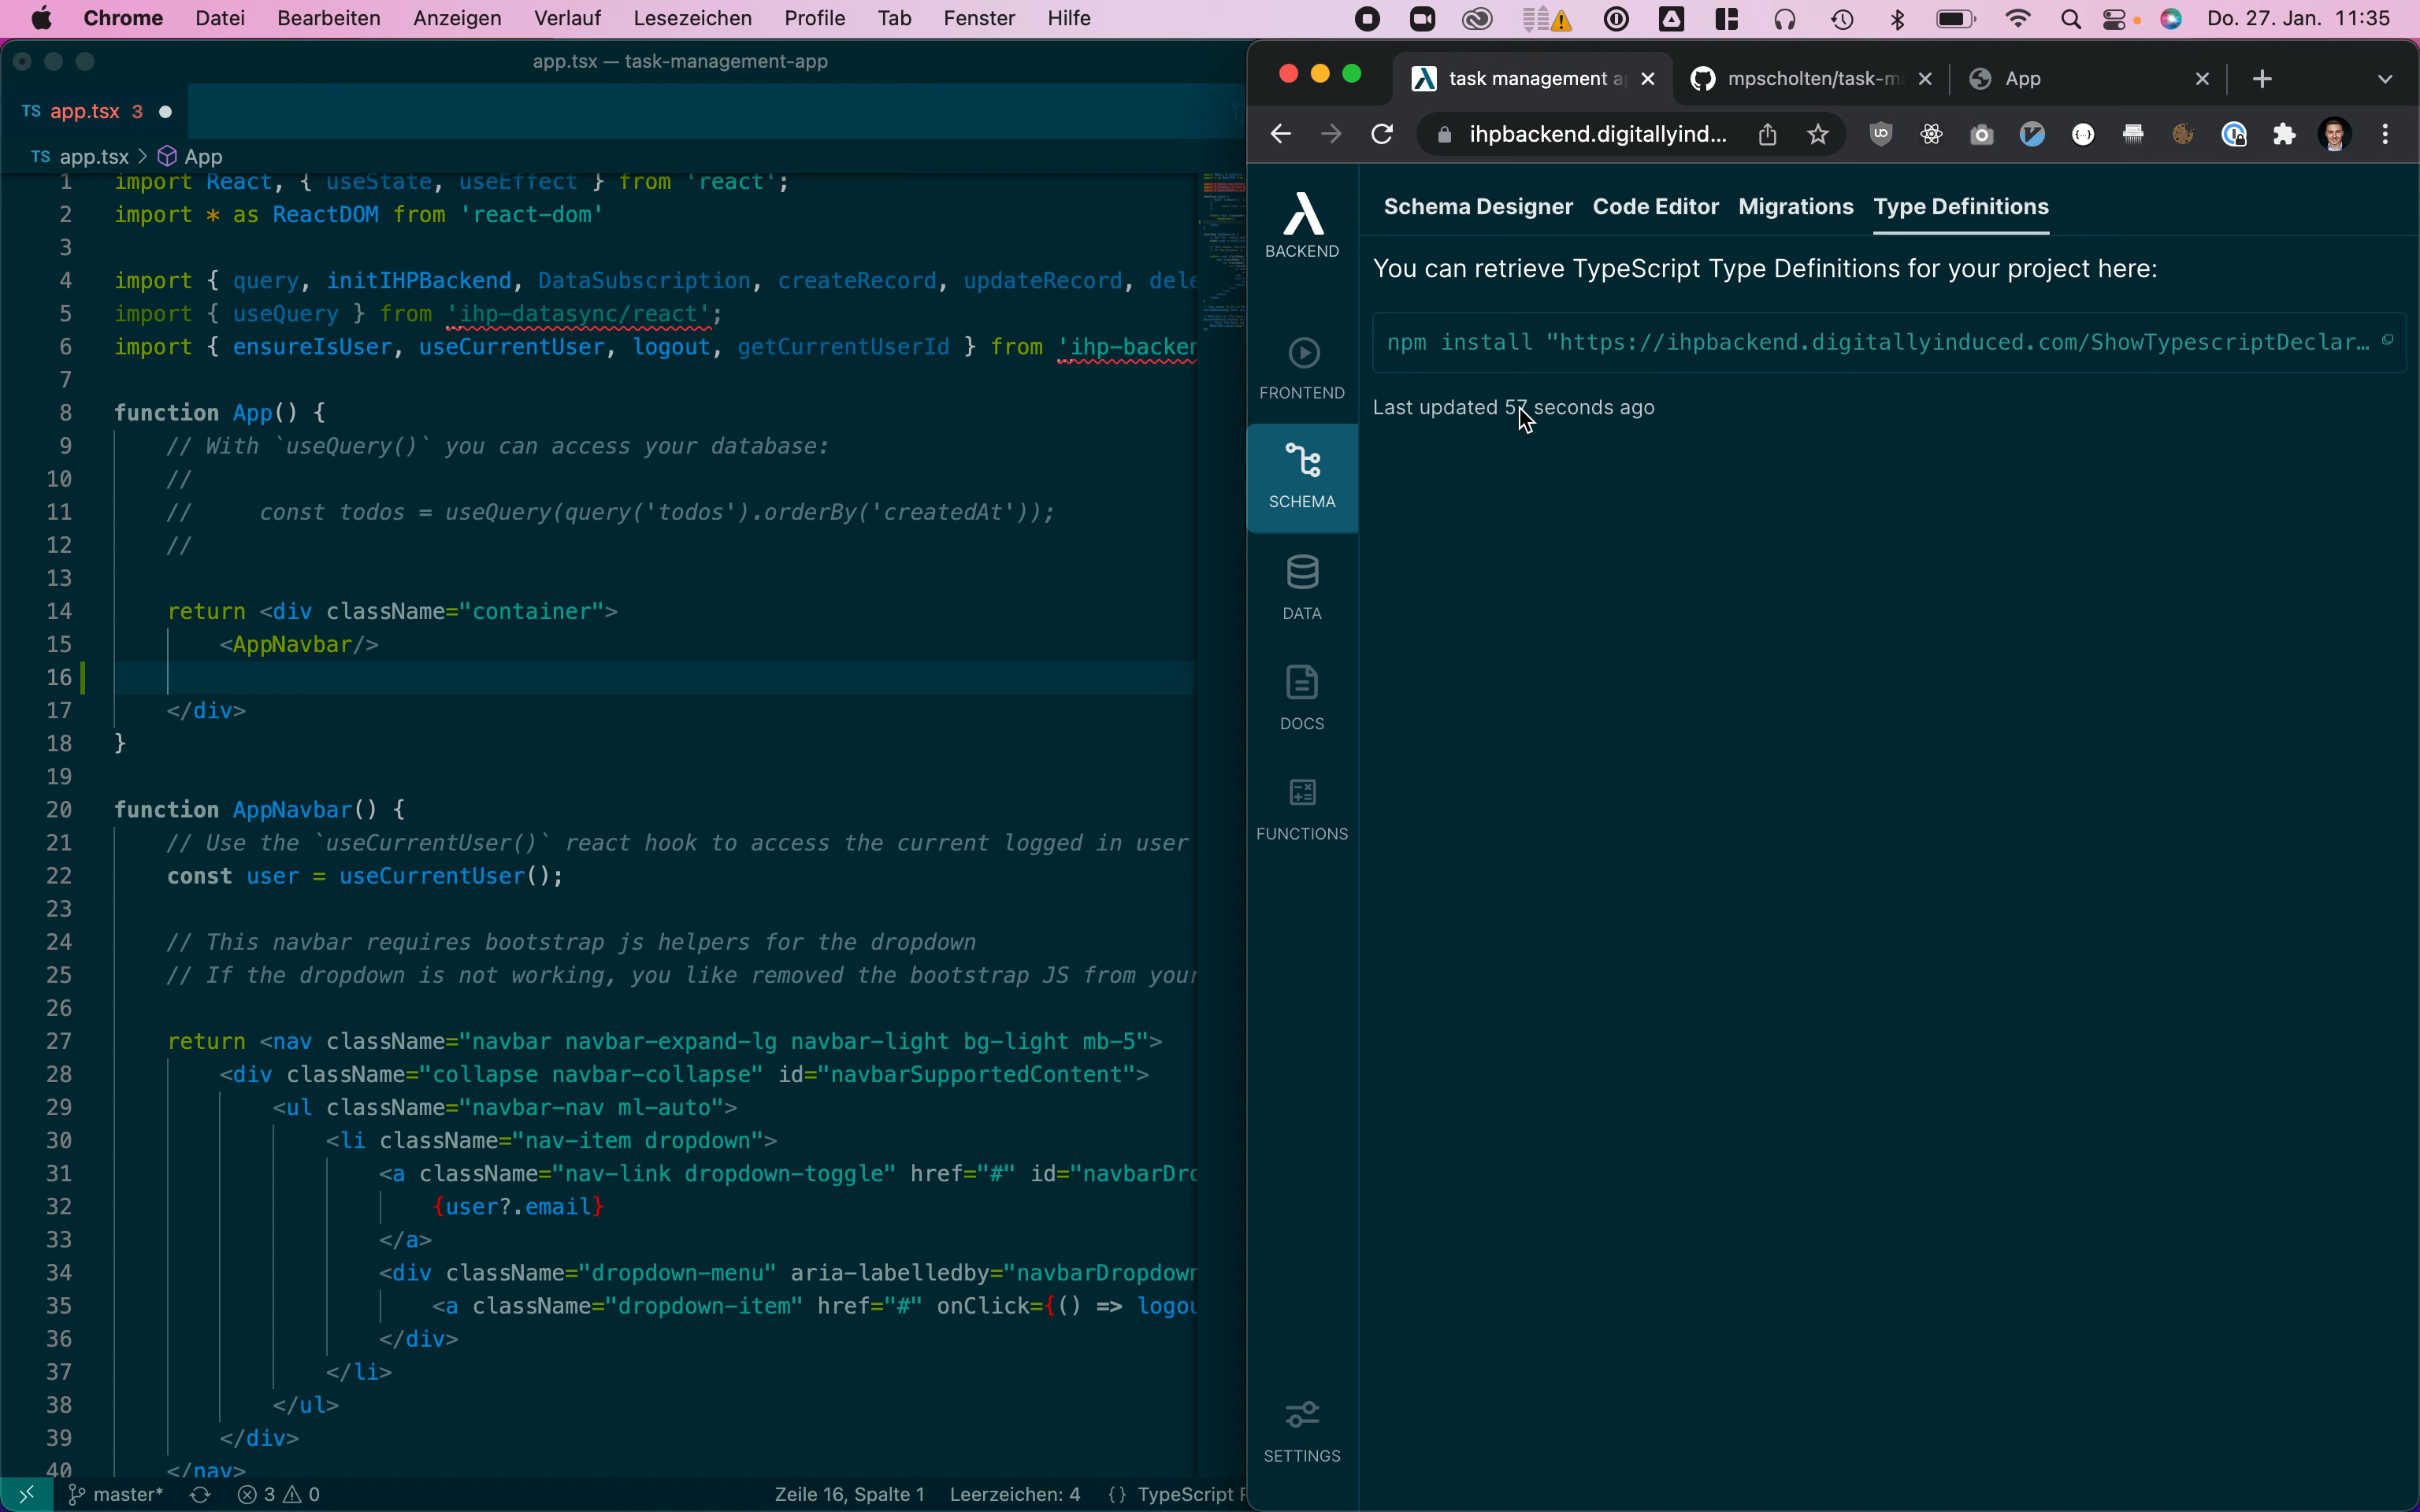 Chrome Datei Bearbeiten Anzeigen Verlauf Lesezeichen Profile Tab Fenster Hilfe
Do. 27. Jan. 11:35
app.tsx — task-management-app
TS app.tsx 3
TS app.tsx > App
1 import React, { useState, useEffect } from 'react';
2 import * as ReactDOM from 'react-dom'
3
4 import { query, initIHPBackend, DataSubscription, createRecord, updateRecord, dele
5 import { useQuery } from 'ihp-datasync/react';
6 import { ensureIsUser, useCurrentUser, logout, getCurrentUserId } from 'ihp-backen
7
8 function App() {
9 // With `useQuery()` you can access your database:
10 //
11 // const todos = useQuery(query('todos').orderBy('createdAt'));
12 //
13
14 return <div className="container">
15 <AppNavbar/>
16
17 </div>
18 }
19
20 function AppNavbar() {
21 // Use the `useCurrentUser()` react hook to access the current logged in user
22 const user = useCurrentUser();
23
24 // This navbar requires bootstrap js helpers for the dropdown
25 // If the dropdown is not working, you like removed the bootstrap JS from your
26
27 return <nav className="navbar navbar-expand-lg navbar-light bg-light mb-5">
28 <div className="collapse navbar-collapse" id="navbarSupportedContent">
29 <ul className="navbar-nav ml-auto">
30 <li className="nav-item dropdown">
31 <a className="nav-link dropdown-toggle" href="#" id="navbarDro
32 {user?.email}
33 </a>
34 <div className="dropdown-menu" aria-labelledby="navbarDropdown
35 <a className="dropdown-item" href="#" onClick={() => logou
36 </div>
37 </li>
38 </ul>
39 </div>
40 </nav>
master* 3 0 Zeile 16, Spalte 1 Leerzeichen: 4 {} TypeScript
task management a
mpscholten/task-m
App
ihpbackend.digitallyind...
BACKEND
FRONTEND
SCHEMA
DATA
DOCS
FUNCTIONS
SETTINGS
Schema Designer Code Editor Migrations Type Definitions
You can retrieve TypeScript Type Definitions for your project here:
npm install "https://ihpbackend.digitallyinduced.com/ShowTypescriptDeclar…
Last updated 57 seconds ago